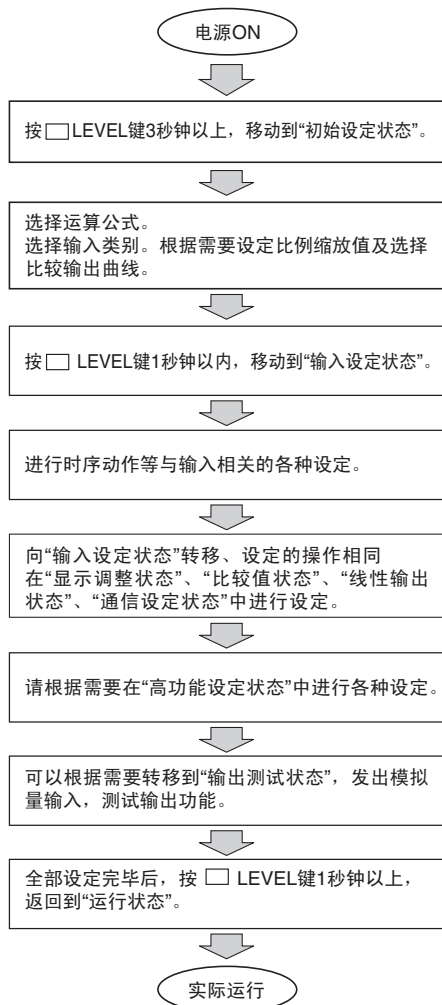 电源ON
按□LEVEL键3秒钟以上，移动到“初始设定状态”。
选择运算公式。
选择输入类别。根据需要设定比例缩放值及选择
比较输出曲线。
按□ LEVEL键1秒钟以内，移动到“输入设定状态”。
进行时序动作等与输入相关的各种设定。
向“输入设定状态”转移、设定的操作相同
在“显示调整状态”、“比较值状态”、“线性输出
状态”、“通信设定状态”中进行设定。
请根据需要在“高功能设定状态”中进行各种设定。
可以根据需要转移到“输出测试状态”，发出模拟
量输入，测试输出功能。
全部设定完毕后，按 □ LEVEL键1秒钟以上，
返回到“运行状态”。
实际运行